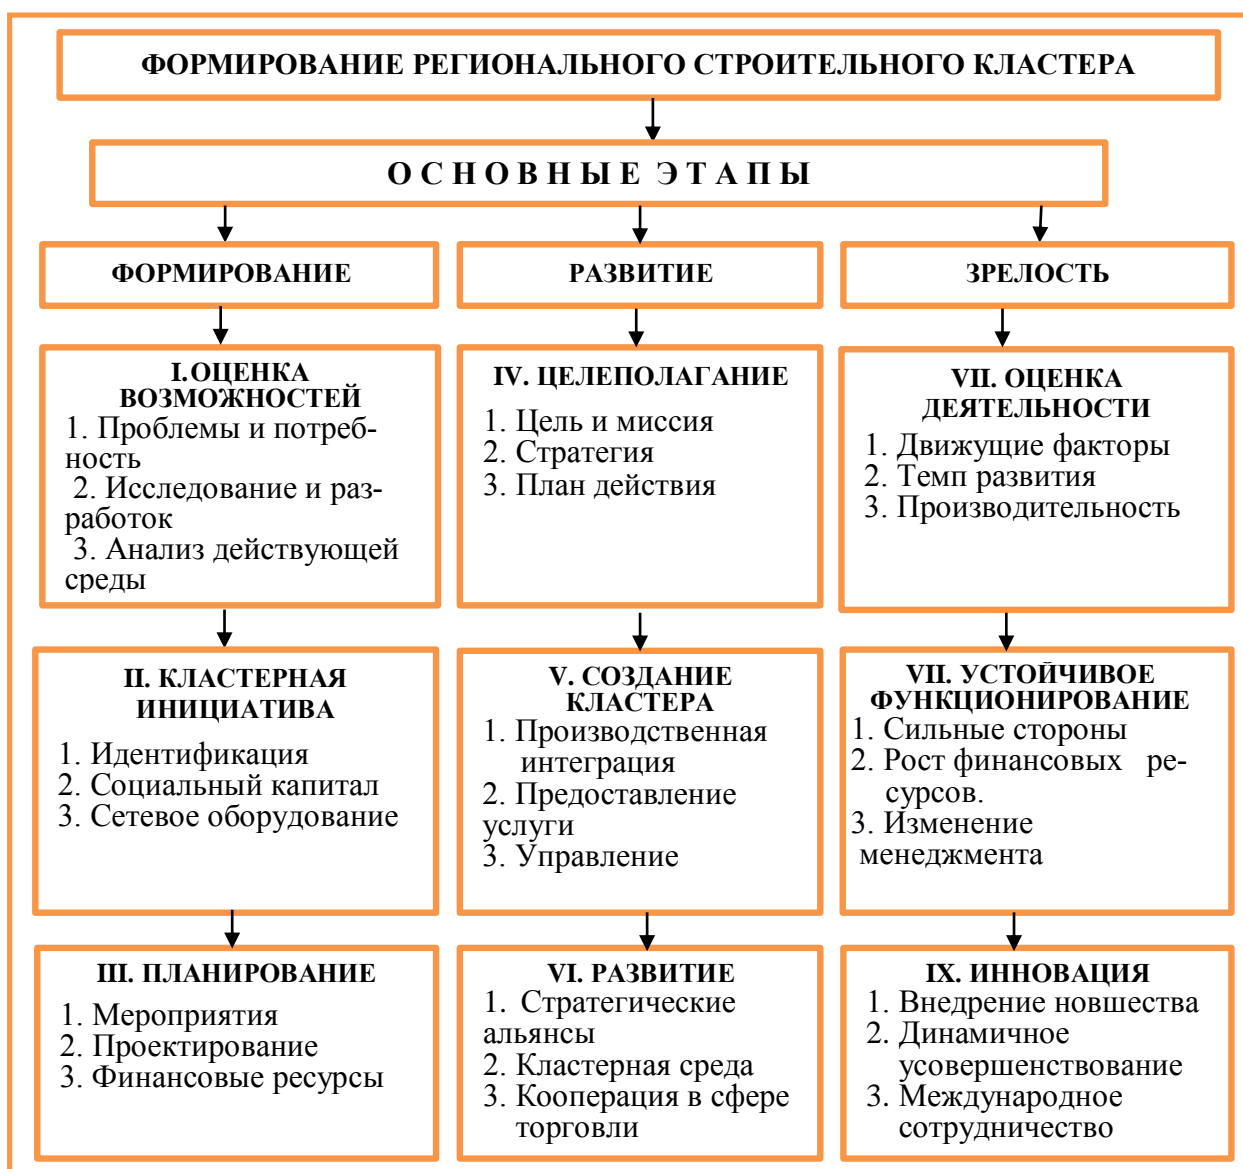 ФОРМИРОВАНИЕ РЕГИОНАЛЬНОГО СТРОИТЕЛЬНОГО КЛАСТЕРА
О С Н О В Н Ы Е Э Т А П Ы
ФОРМИРОВАНИЕ
РАЗВИТИЕ
ЗРЕЛОСТЬ
I. ОЦЕНКА
ВОЗМОЖНОСТЕЙ
1. Проблемы и потреб-
ность
2. Исследование и раз-
работок
3. Анализ действующей
среды
IV. ЦЕЛЕПОЛАГАНИЕ
1. Цель и миссия
2. Стратегия
3. План действия
VII. ОЦЕНКА
ДЕЯТЕЛЬНОСТИ
1. Движущие факторы
2. Темп развития
3. Производительность
II. КЛАСТЕРНАЯ
ИНИЦИАТИВА
1. Идентификация
2. Социальный капитал
3. Сетевое оборудование
V. СОЗДАНИЕ
КЛАСТЕРА
1. Производственная
интеграция
2. Предоставление
услуги
3. Управление
VII. УСТОЙЧИВОЕ
ФУНКЦИОНИРОВАНИЕ
1. Сильные стороны
2. Рост финансовых ре-
сурсов.
3. Изменение
менеджмента
III. ПЛАНИРОВАНИЕ
1. Мероприятия
2. Проектирование
3. Финансовые ресурсы
VI. РАЗВИТИЕ
1. Стратегические
альянсы
2. Кластерная среда
3. Кооперация в сфере
торговли
IX. ИННОВАЦИЯ
1. Внедрение новшества
2. Динамичное
усовершенствование
3. Международное
сотрудничество